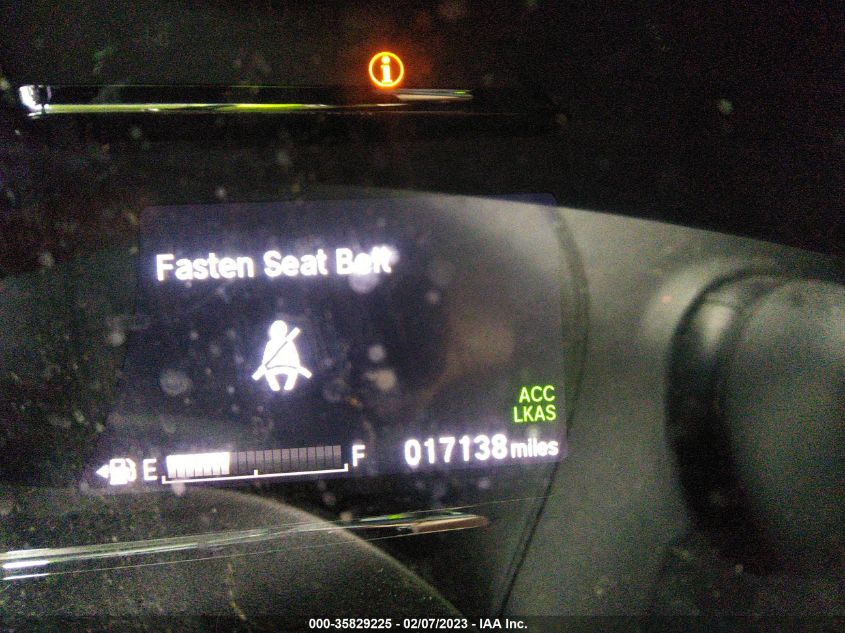 i
Fasten Seat Belt
ACC
LKAS
E F 017138 miles
000-35829225 - 02/07/2023 - IAA Inc.